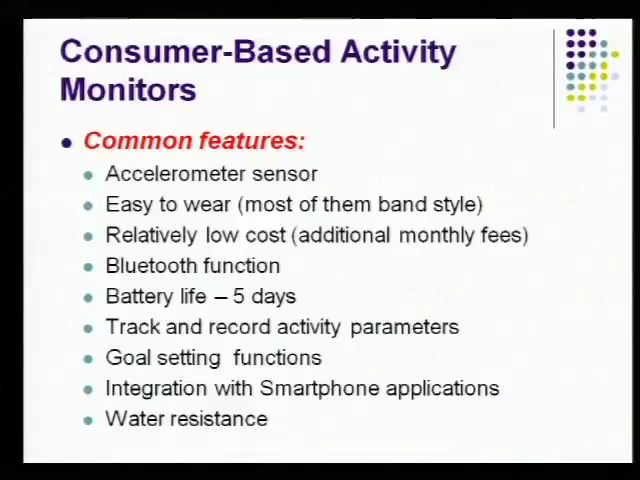 Consumer-Based Activity
Monitors
Common features:
Accelerometer sensor
Easy to wear (most of them band style)
Relatively low cost (additional monthly fees)
Bluetooth function
Battery life – 5 days
Track and record activity parameters
Goal setting functions
Integration with Smartphone applications
Water resistance